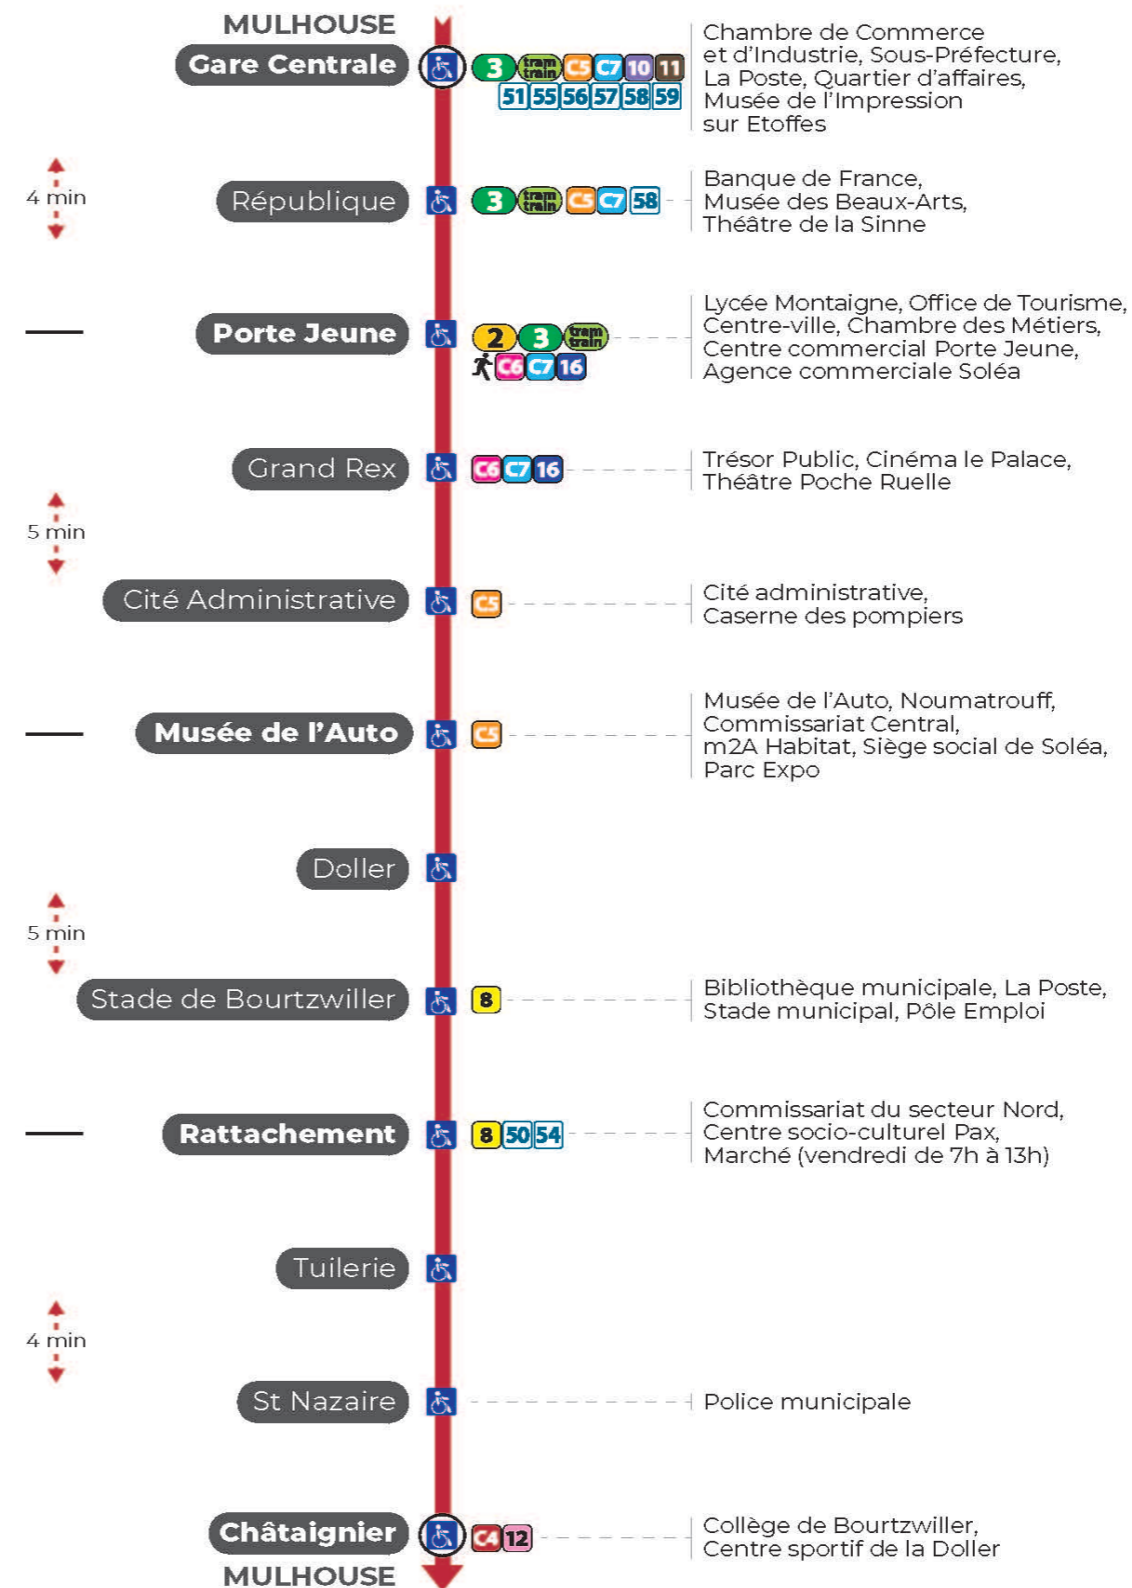 MULHOUSE
Gare Centrale
3 tram train C5 C7 10 11
51 55 56 57 58 59
Chambre de Commerce
et d'Industrie, Sous-Préfecture,
La Poste, Quartier d'affaires,
Musée de l'Impression
sur Etoffes
4 min
République
3 tram train C5 C7 58
Banque de France,
Musée des Beaux-Arts,
Théâtre de la Sinne
Porte Jeune
2 3 tram train
C6 C7 16
Lycée Montaigne, Office de Tourisme,
Centre-ville, Chambre des Métiers,
Centre commercial Porte Jeune,
Agence commerciale Soléa
Grand Rex
C6 C7 16
Trésor Public, Cinéma le Palace,
Théâtre Poche Ruelle
5 min
Cité Administrative
C5
Cité administrative,
Caserne des pompiers
Musée de l'Auto
C5
Musée de l'Auto, Noumatrouff,
Commissariat Central,
m2A Habitat, Siège social de Soléa,
Parc Expo
Doller
5 min
Stade de Bourtzwiller
8
Bibliothèque municipale, La Poste,
Stade municipal, Pôle Emploi
Rattachement
8 50 54
Commissariat du secteur Nord,
Centre socio-culturel Pax,
Marché (vendredi de 7h à 13h)
Tuilerie
4 min
St Nazaire
Police municipale
Châtaignier
C4 12
Collège de Bourtzwiller,
Centre sportif de la Doller
MULHOUSE